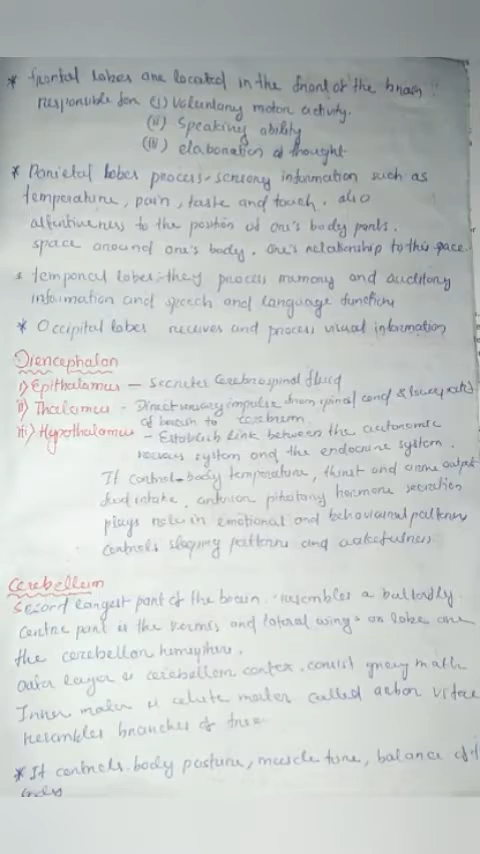 * frontal lobes are located in the front of the brain
responsible for (i) Voluntary motor activity.
(ii) Speaking ability
(iii) elaboration of thought
* Parietal lobes process sensory information such as
temperature, pain, taste and touch, also
attentiveness to the position of one's body parts.
space around one's body. one's relationship to this space.
* temporal lobes:- they process memory and auditory
information and speech and language functions
* Occipital lobes receives and process visual information
Diencephalon
i) Epithalamus - Secretes Cerebrospinal fluid
ii) Thalamus - Direct sensory impulse from spinal cord & lower parts
of brain to cerebrum.
iii) Hypothalamus - Establish link between the autonomic
nervous system and the endocrine system.
It control body temperature, thirst and urine output
food intake, anterior pituitary hormone secretion
plays role in emotional and behavioural patterns
controls sleeping patterns and wakefulness
Cerebellum
Second largest part of the brain. resembles a butterfly.
Centre part is the vermis and lateral wings or lobe are
the cerebellar hemisphere.
outer layer is cerebellum cortex. consist grey
Inner matter is white matter called arbor vitae
resembles branches of tree
* It controls body posture, muscle tone, balance of
body